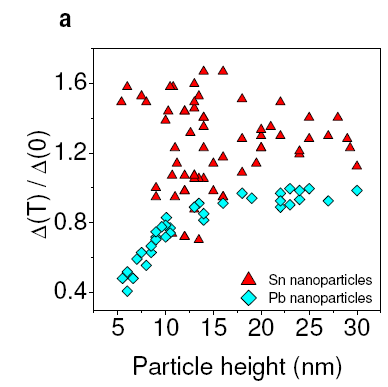 a
Δ(T) / Δ(0)
1.6
1.2
0.8
0.4
Sn nanoparticles
Pb nanoparticles
5 10 15 20 25 30
Particle height (nm)